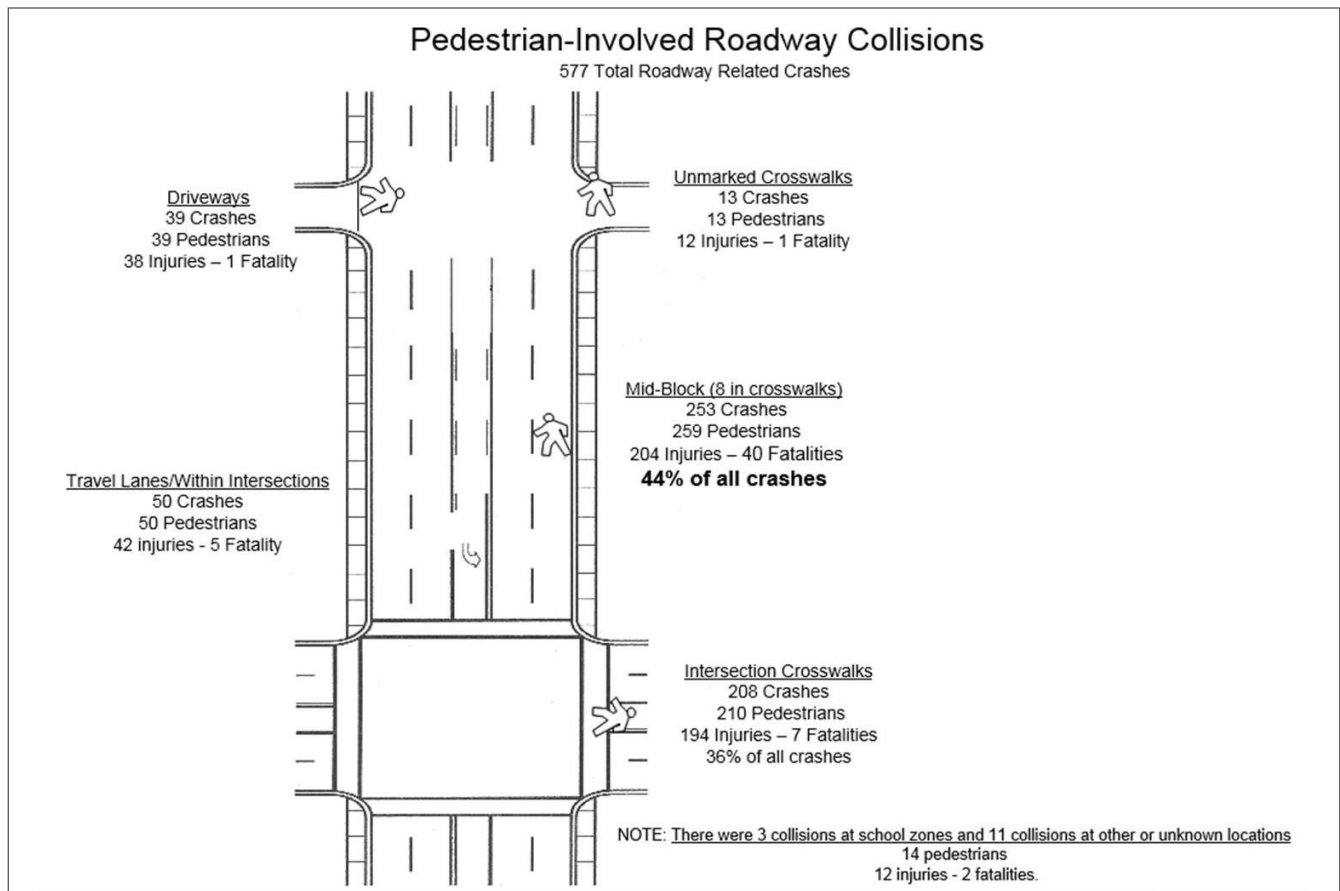 Pedestrian-Involved Roadway Collisions
577 Total Roadway Related Crashes
Driveways
39 Crashes
39 Pedestrians
38 Injuries – 1 Fatality
Unmarked Crosswalks
13 Crashes
13 Pedestrians
12 Injuries – 1 Fatality
Mid-Block (8 in crosswalks)
253 Crashes
259 Pedestrians
204 Injuries – 40 Fatalities
44% of all crashes
Travel Lanes/Within Intersections
50 Crashes
50 Pedestrians
42 injuries - 5 Fatality
Intersection Crosswalks
208 Crashes
210 Pedestrians
194 Injuries – 7 Fatalities
36% of all crashes
NOTE: There were 3 collisions at school zones and 11 collisions at other or unknown locations
14 pedestrians
12 injuries - 2 fatalities.